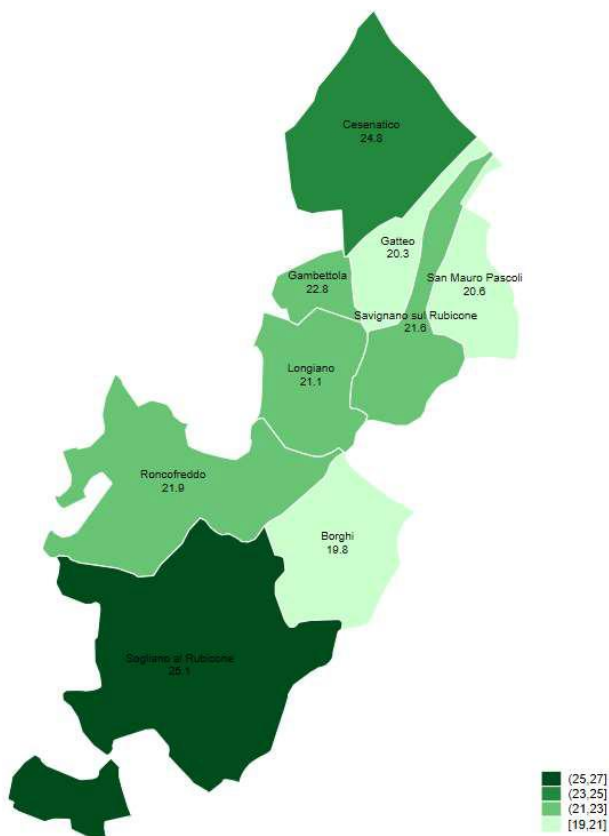 Cesenatico
24.8
Gatteo
20.3
San Mauro Pascoli
20.6
Gambettola
22.8
Savignano sul Rubicone
21.6
Longiano
21.1
Roncofreddo
21.9
Borghi
19.8
Sogliano al Rubicone
(25,27]
(23,25]
(21,23]
[19,21]